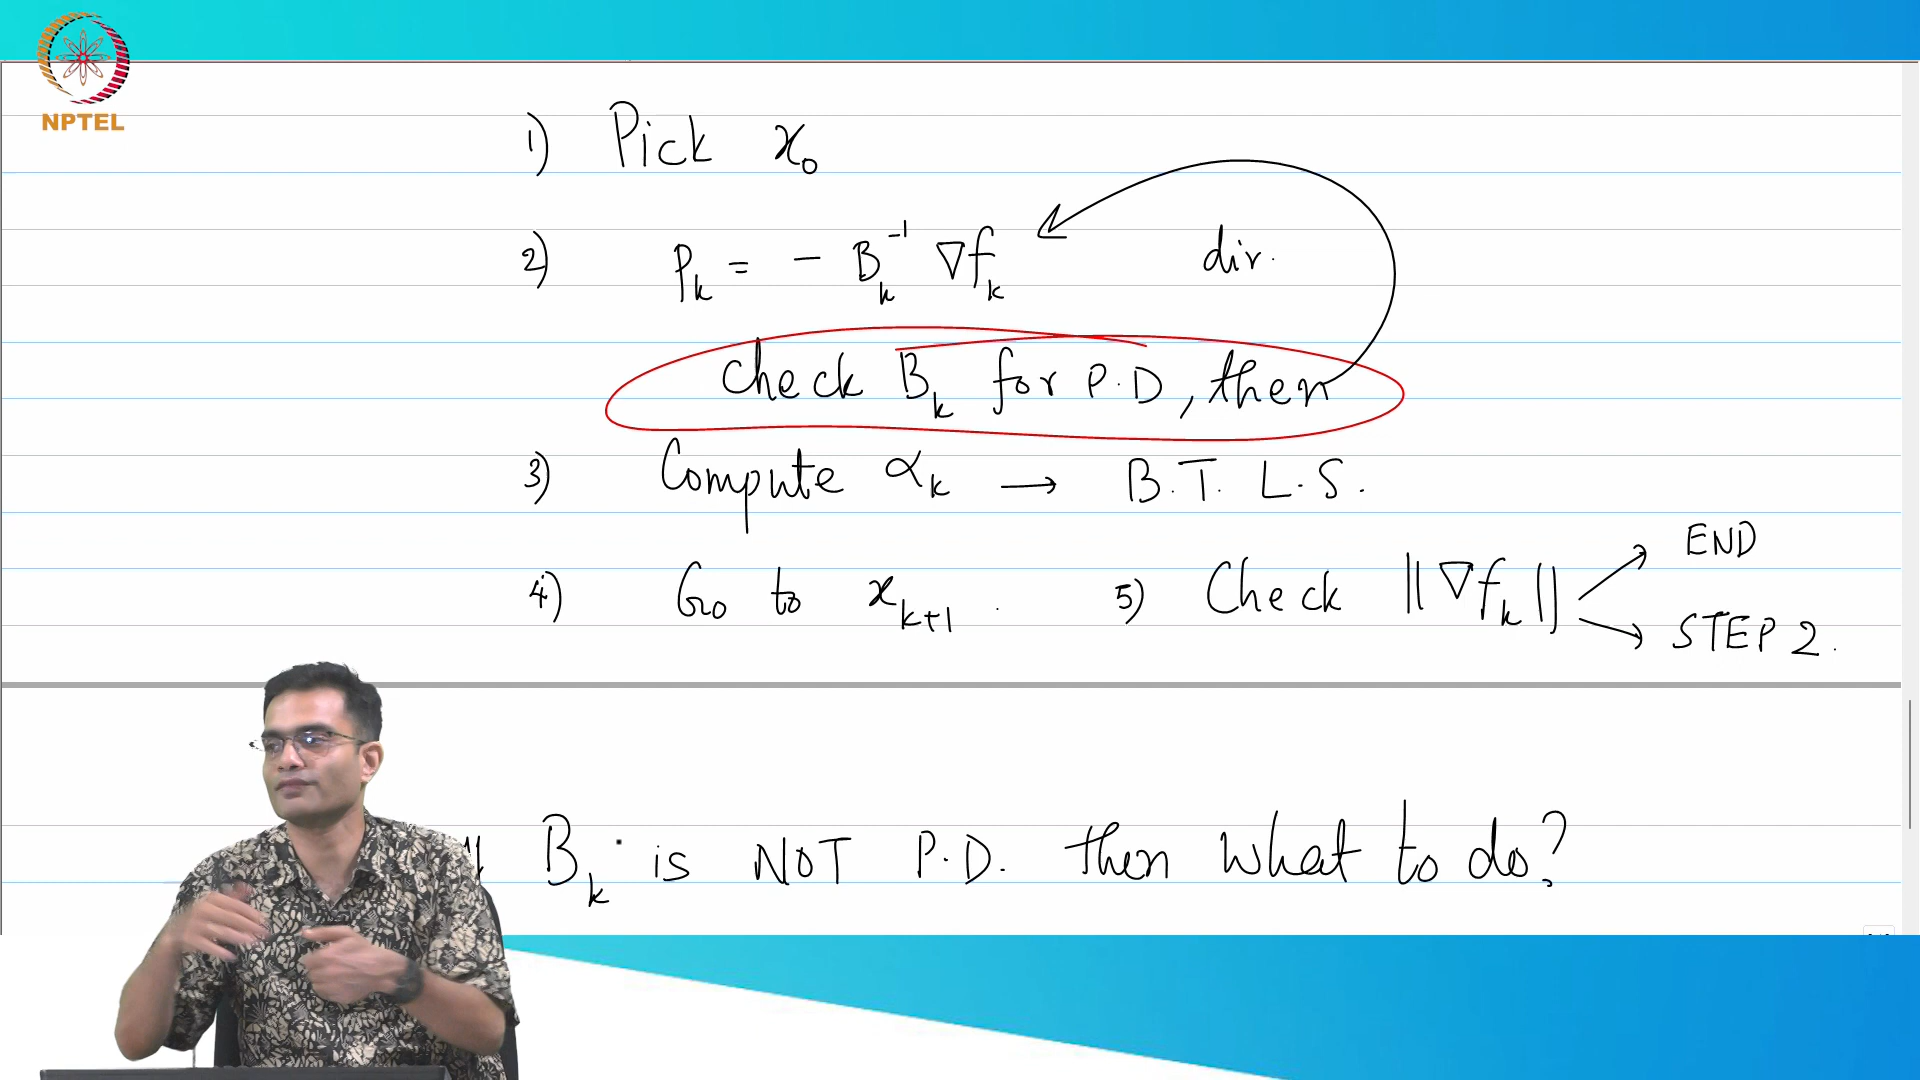 NPTEL
1) Pick x₀
2) pₖ = - Bₖ⁻¹ ∇fₖ dir.
Check Bₖ for P.D, then
3) Compute αₖ → B.T. L.S.
4) Go to xₖ₊₁. 5) Check ||∇fₖ|| END
STEP 2.
Bₖ is NOT P.D. then what to do?